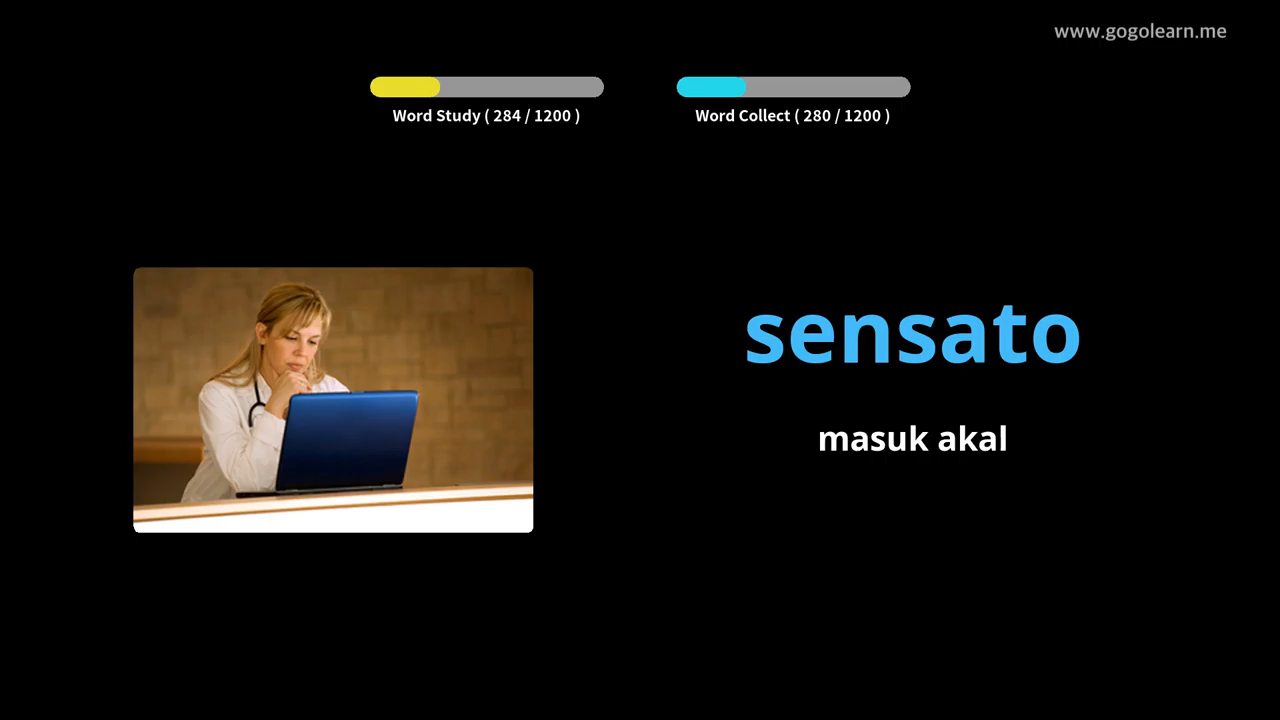 www.gogolearn.me
Word Study ( 284 / 1200 )
Word Collect ( 280 / 1200 )
sensato
masuk akal